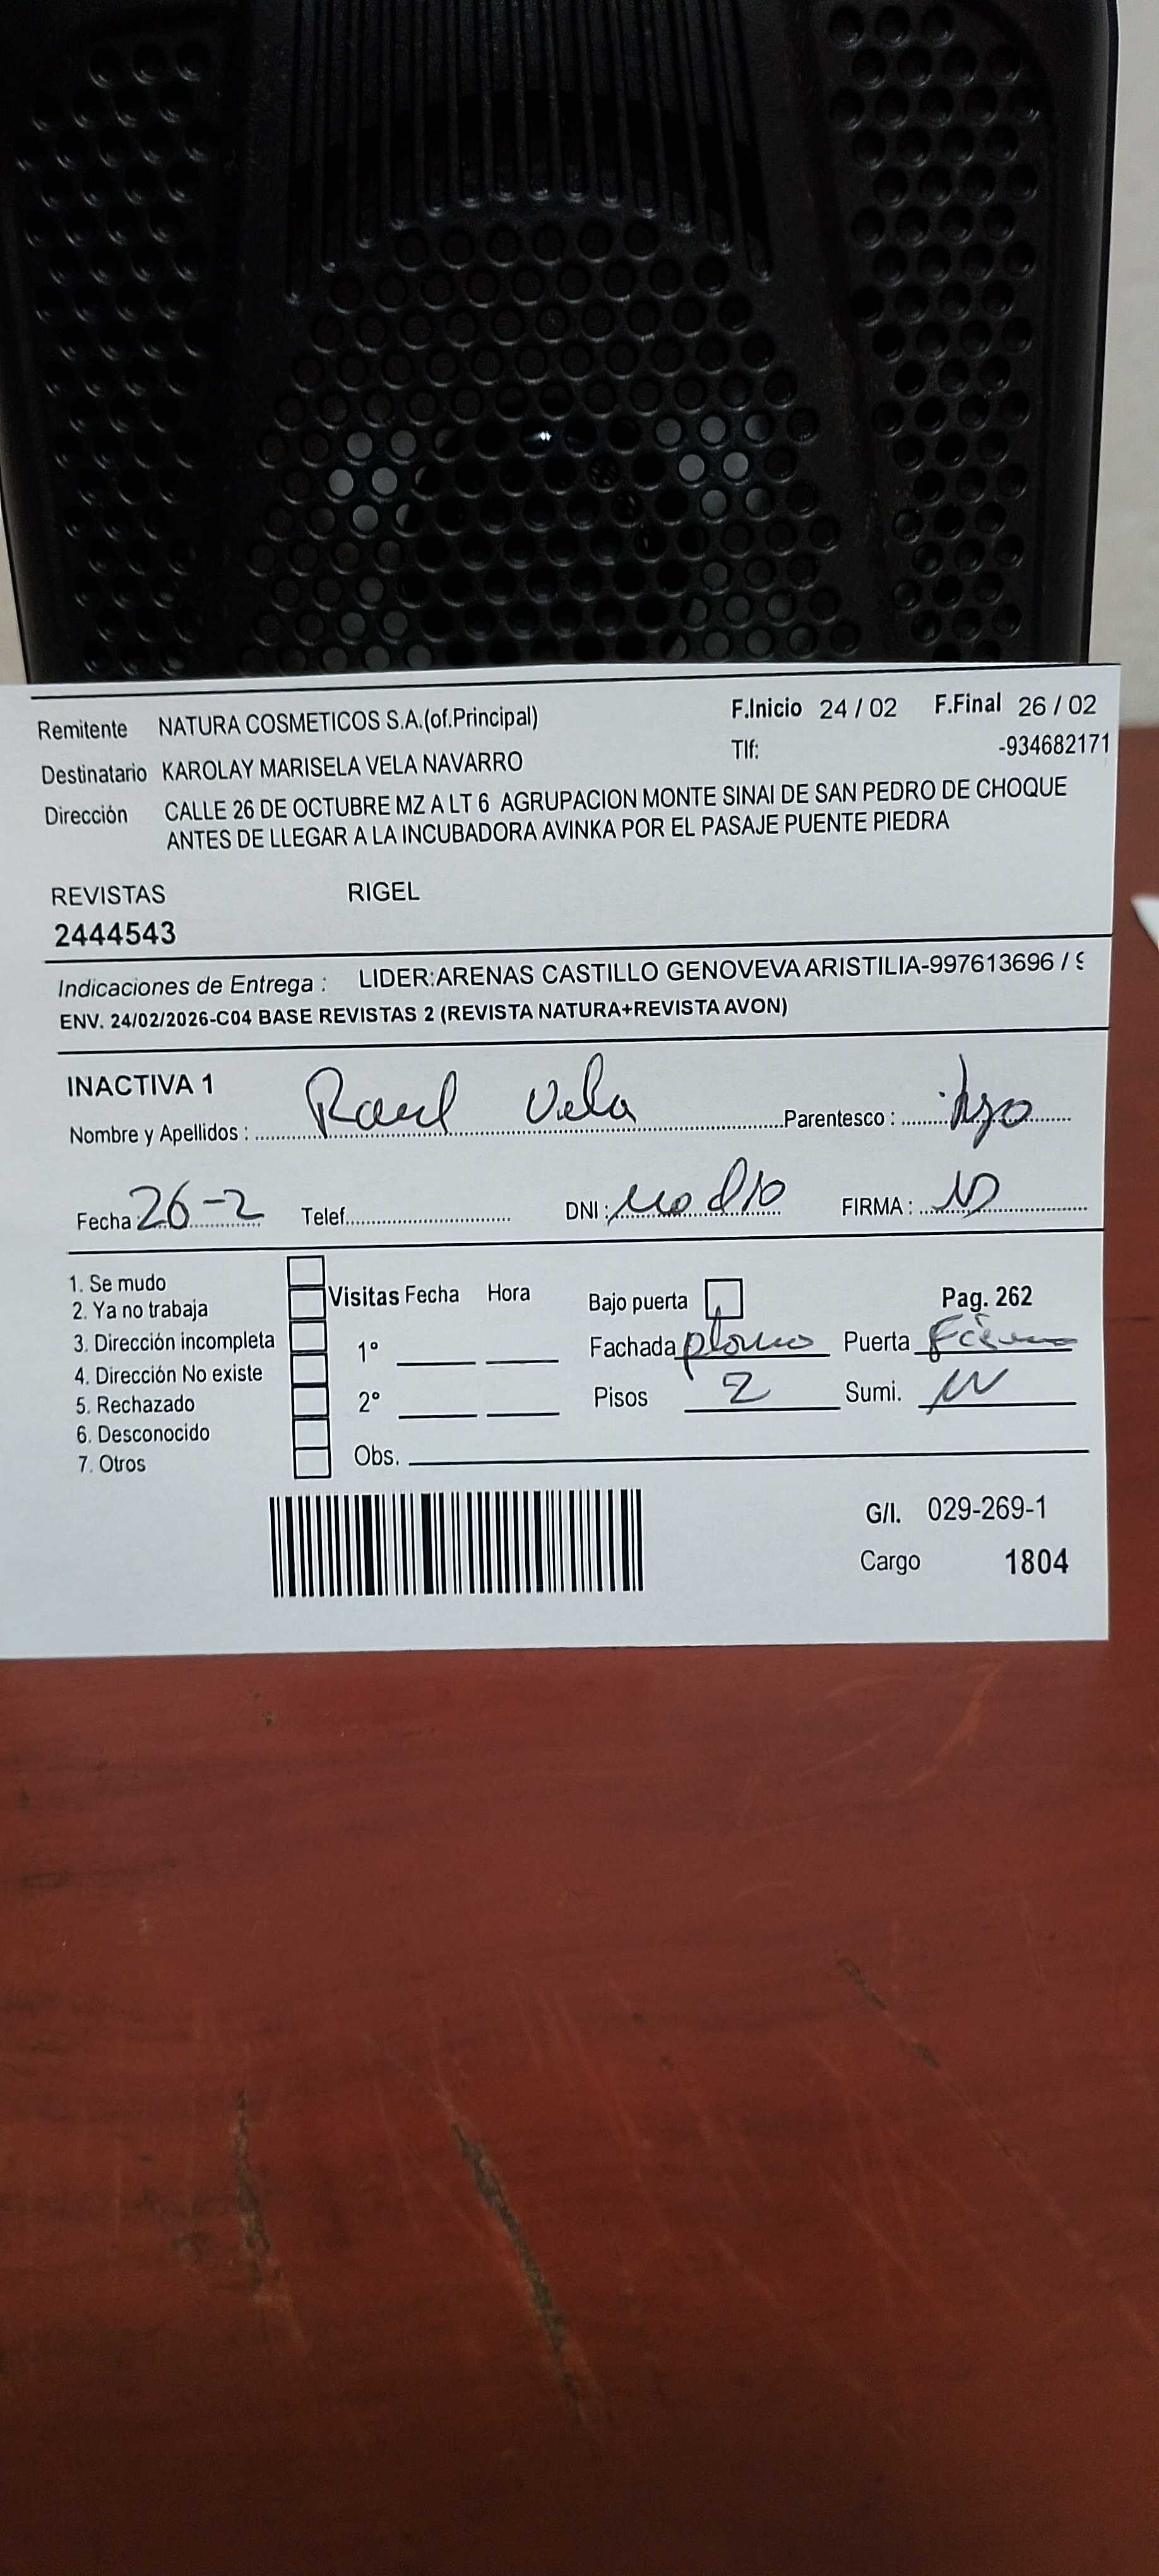 Remitente NATURA COSMETICOS S.A.(of.Principal) F.Inicio 24 / 02 F.Final 26 / 02
Destinatario KAROLAY MARISELA VELA NAVARRO Tlf: -934682171
Dirección CALLE 26 DE OCTUBRE MZ A LT 6 AGRUPACION MONTE SINAI DE SAN PEDRO DE CHOQUE
ANTES DE LLEGAR A LA INCUBADORA AVINKA POR EL PASAJE PUENTE PIEDRA
REVISTAS RIGEL
2444543
Indicaciones de Entrega : LIDER:ARENAS CASTILLO GENOVEVA ARISTILIA-997613696 /
ENV. 24/02/2026-C04 BASE REVISTAS 2 (REVISTA NATURA+REVISTA AVON)
INACTIVA 1
Nombre y Apellidos : Raul Vela Parentesco :
Fecha 26-2 Telef. DNI : no dio FIRMA :
1. Se mudo
2. Ya no trabaja
3. Dirección incompleta
4. Dirección No existe
5. Rechazado
6. Desconocido
7. Otros
Visitas Fecha Hora
1°
2°
Obs.
Bajo puerta Pag. 262
Fachada plomo Puerta
Pisos 2 Sumi.
G/I. 029-269-1
Cargo 1804